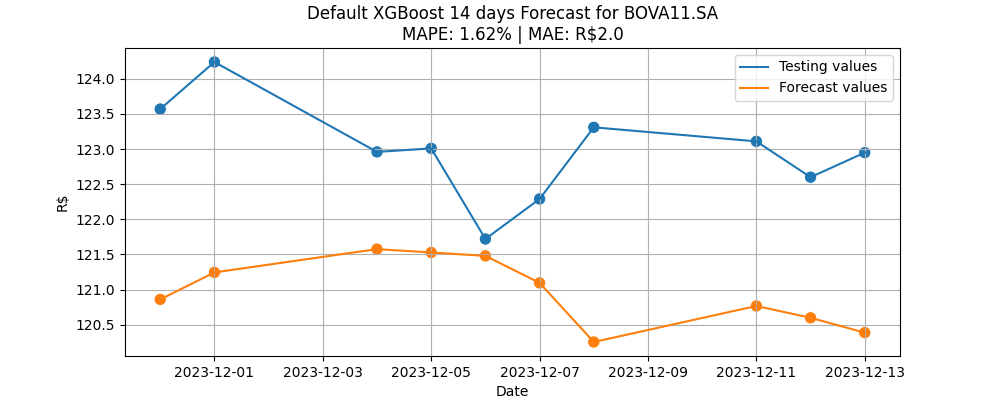 Default XGBoost 14 days Forecast for BOVA11.SA
MAPE: 1.62% | MAE: R$2.0
Testing values
Forecast values
R$
124.0
123.5
123.0
122.5
122.0
121.5
121.0
120.5
2023-12-01 2023-12-03 2023-12-05 2023-12-07 2023-12-09 2023-12-11 2023-12-13
Date